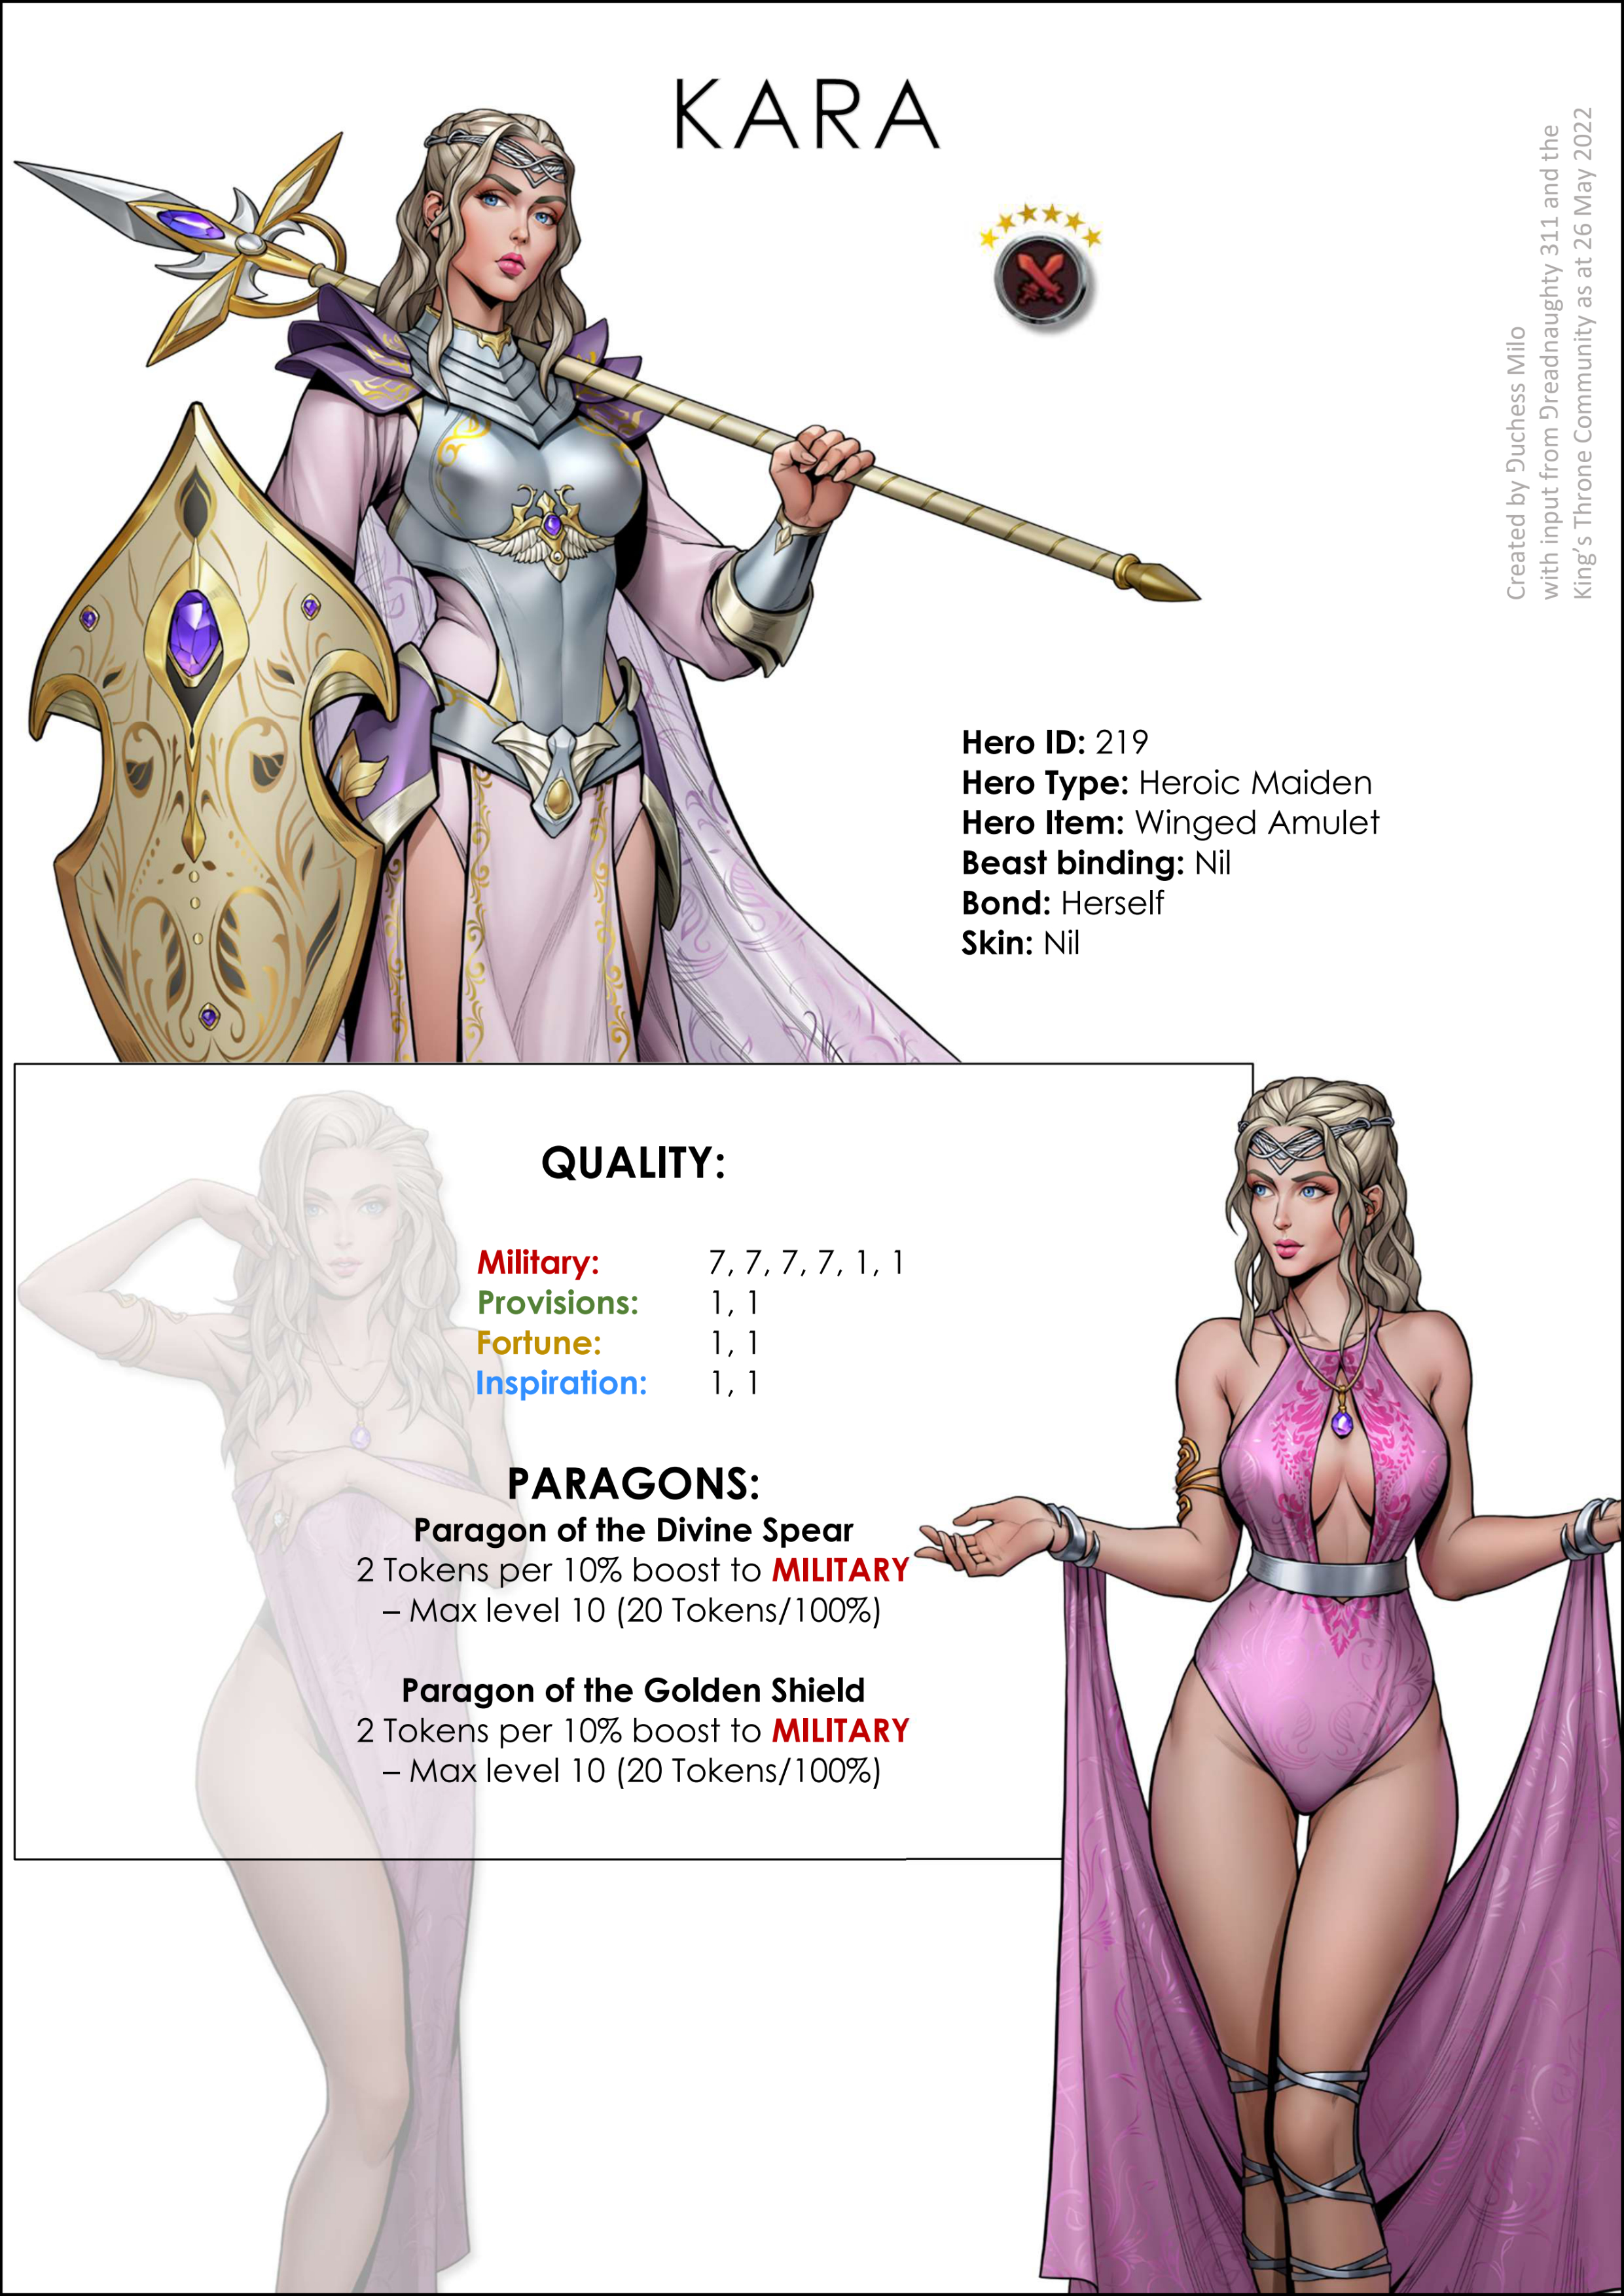 KARA
Created by Duchess Milo
with input from Dreadnaughty 311 and the
King's Throne Community as at 26 May 2022
Hero ID: 219
Hero Type: Heroic Maiden
Hero Item: Winged Amulet
Beast binding: Nil
Bond: Herself
Skin: Nil
QUALITY:
Military: 7, 7, 7, 7, 1, 1
Provisions: 1, 1
Fortune: 1, 1
Inspiration: 1, 1
PARAGONS:
Paragon of the Divine Spear
2 Tokens per 10% boost to MILITARY
– Max level 10 (20 Tokens/100%)
Paragon of the Golden Shield
2 Tokens per 10% boost to MILITARY
– Max level 10 (20 Tokens/100%)